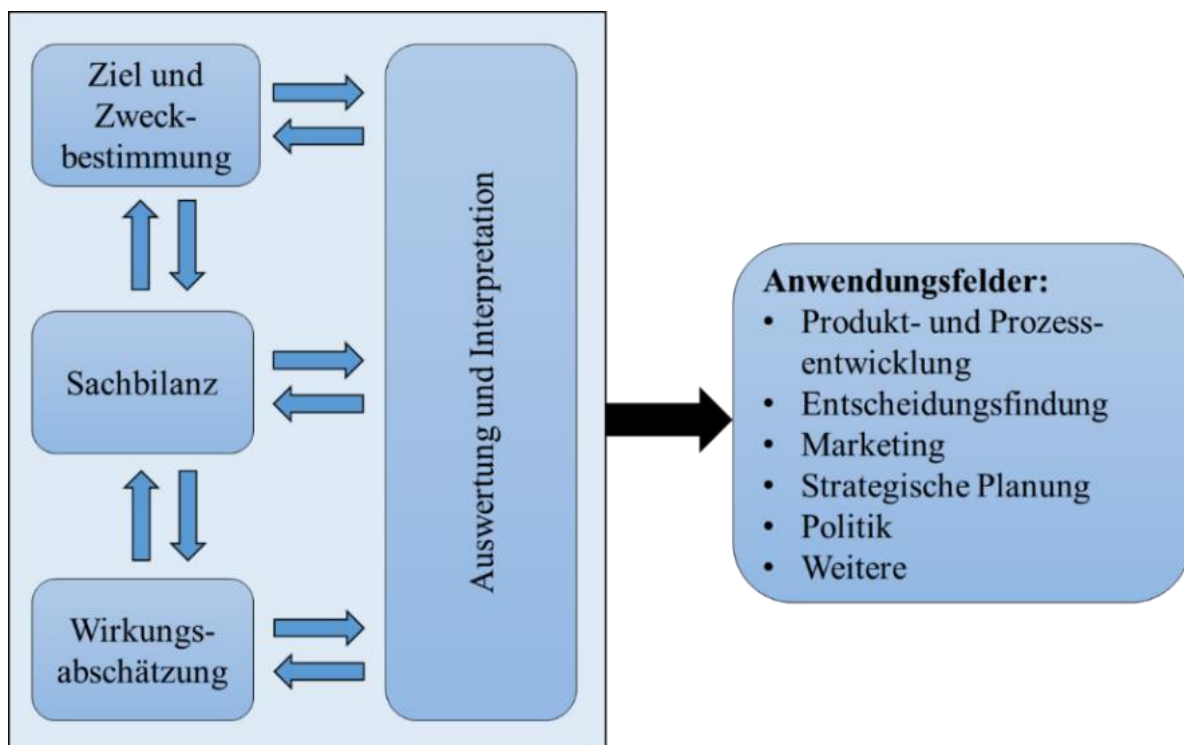 Ziel und
Zweck-
bestimmung
Sachbilanz
Wirkungs-
abschätzung
Auswertung und Interpretation
Anwendungsfelder:
• Produkt- und Prozess-
entwicklung
• Entscheidungsfindung
• Marketing
• Strategische Planung
• Politik
• Weitere